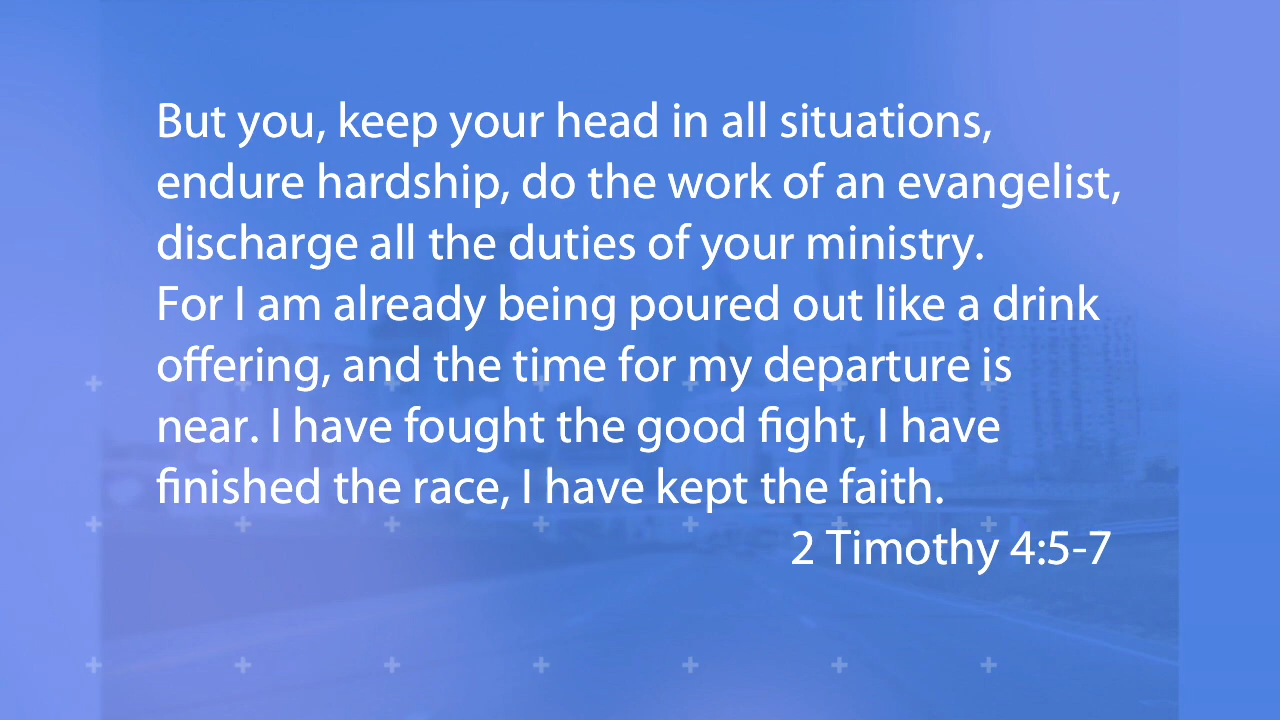 But you, keep your head in all situations,
endure hardship, do the work of an evangelist,
discharge all the duties of your ministry.
For I am already being poured out like a drink
offering, and the time for my departure is
near. I have fought the good fight, I have
finished the race, I have kept the faith.
2 Timothy 4:5-7